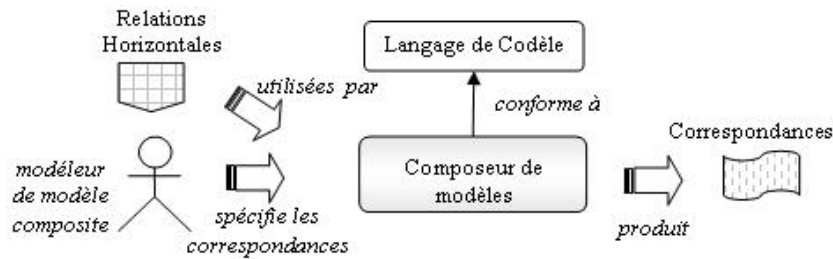 Relations
Horizontales
utilisées par
Langage de Codèle
conforme à
modéleur
de modèle
composite
spécifie les
correspondances
Composeur de
modèles
produit
Correspondances